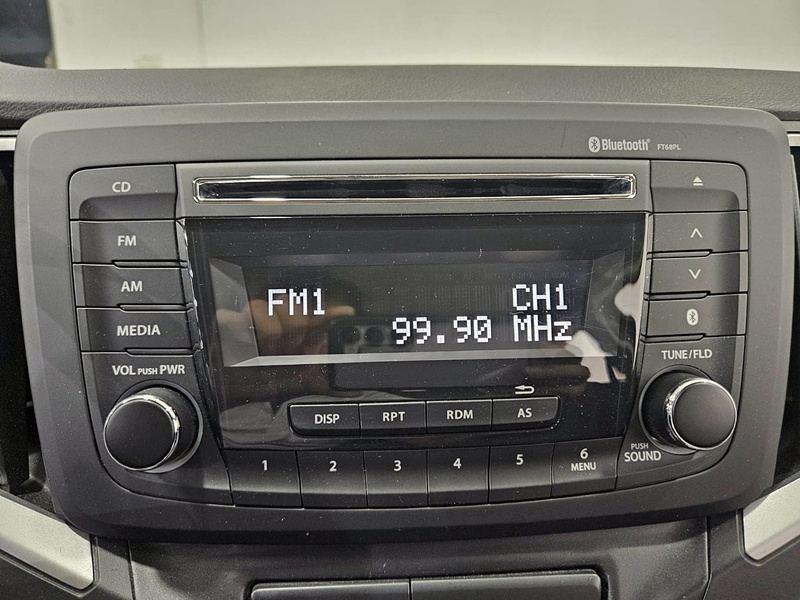 Bluetooth® FT68PL
CD
FM
AM
MEDIA
VOL PUSH PWR
FM1 CH1
99.90 MHz
TUNE/FLD
DISP RPT RDM AS
PUSH
SOUND
1 2 3 4 5 6
MENU